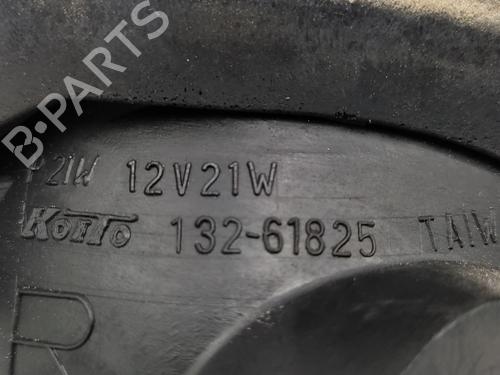 B-PARTS
P21W 12V21W
KOITO 132-61825 TAIW
R